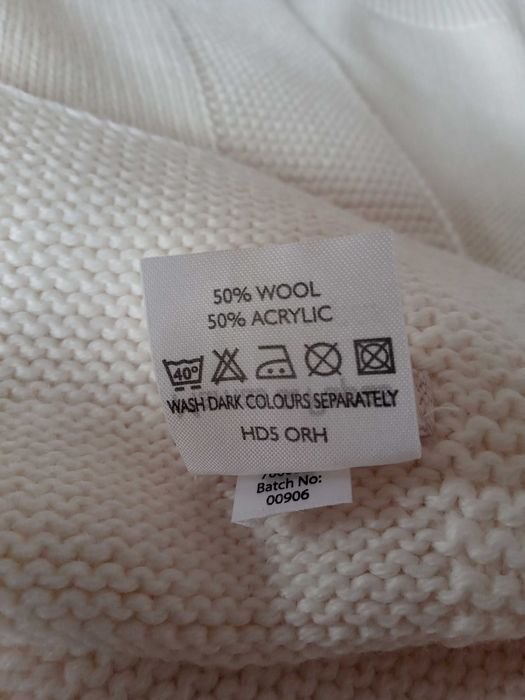 50% WOOL
50% ACRYLIC
40°
WASH DARK COLOURS SEPARATELY
HD5 ORH
Batch No:
00906